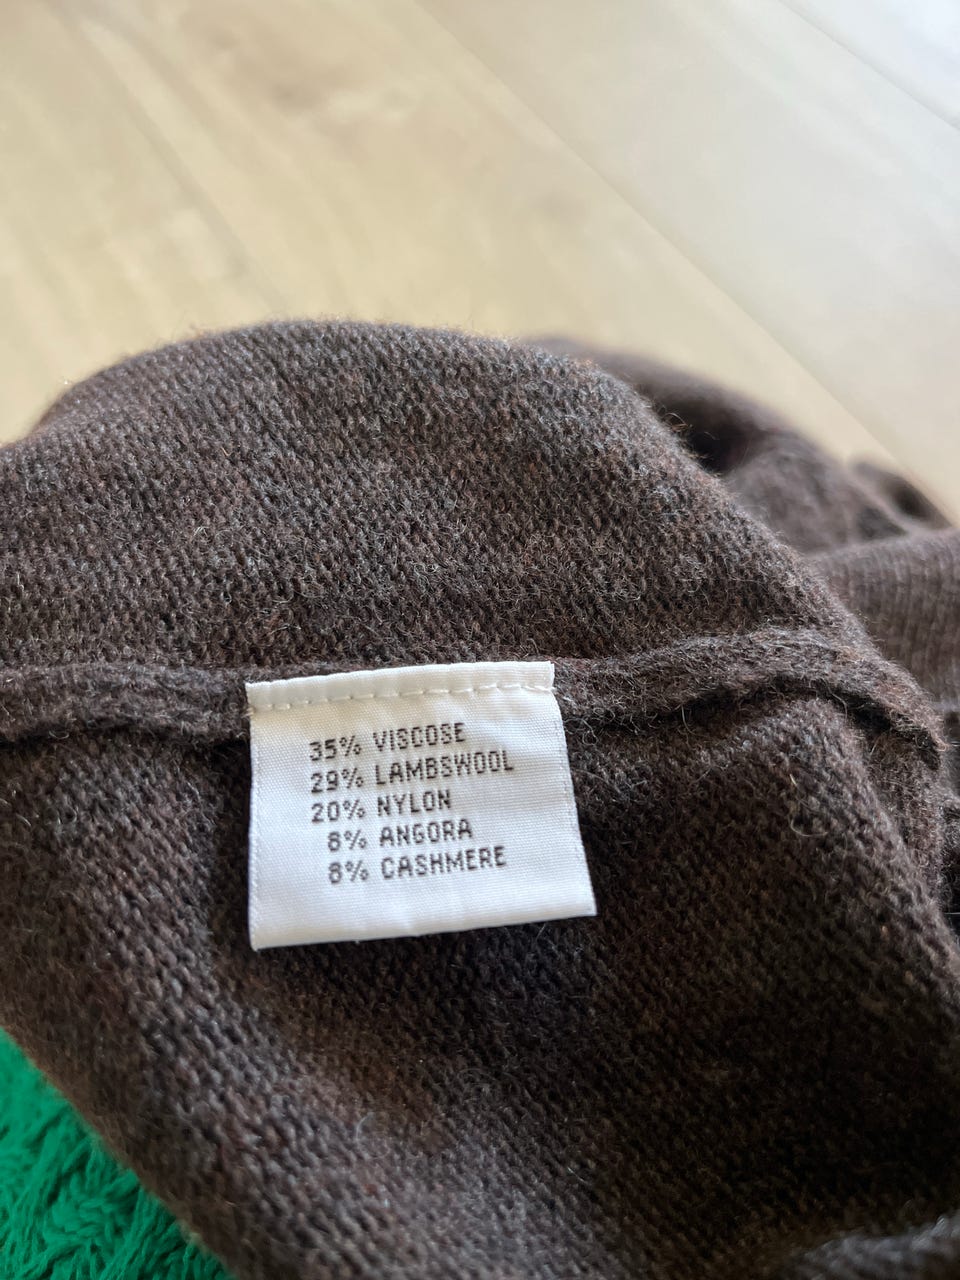 35% VISCOSE
29% LAMBSWOOL
20% NYLON
8% ANGORA
8% CASHMERE